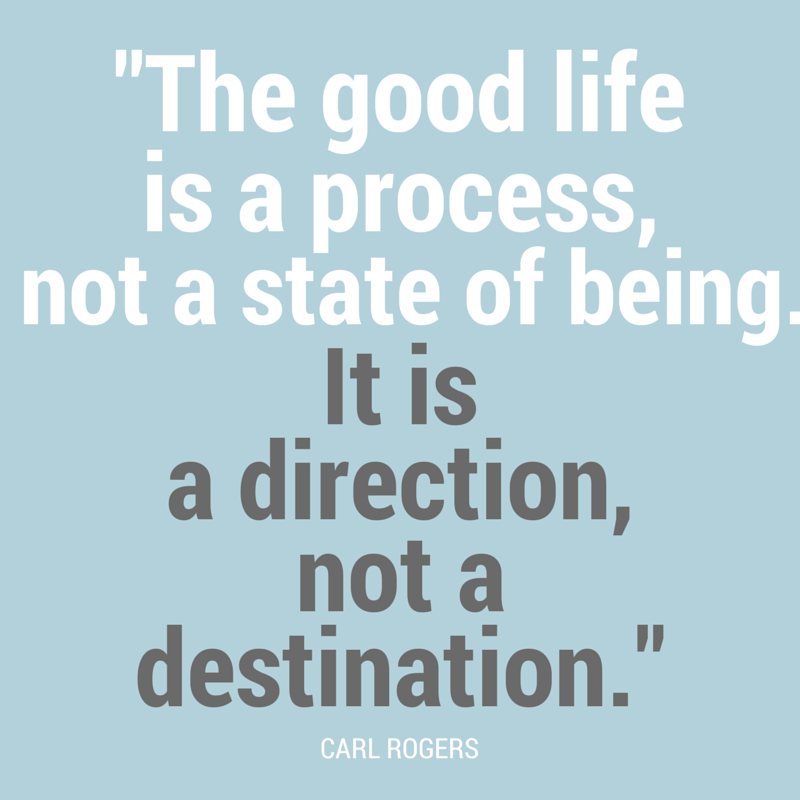 "The good life
is a process,
not a state of being.
It is
a direction,
not a
destination."
CARL ROGERS